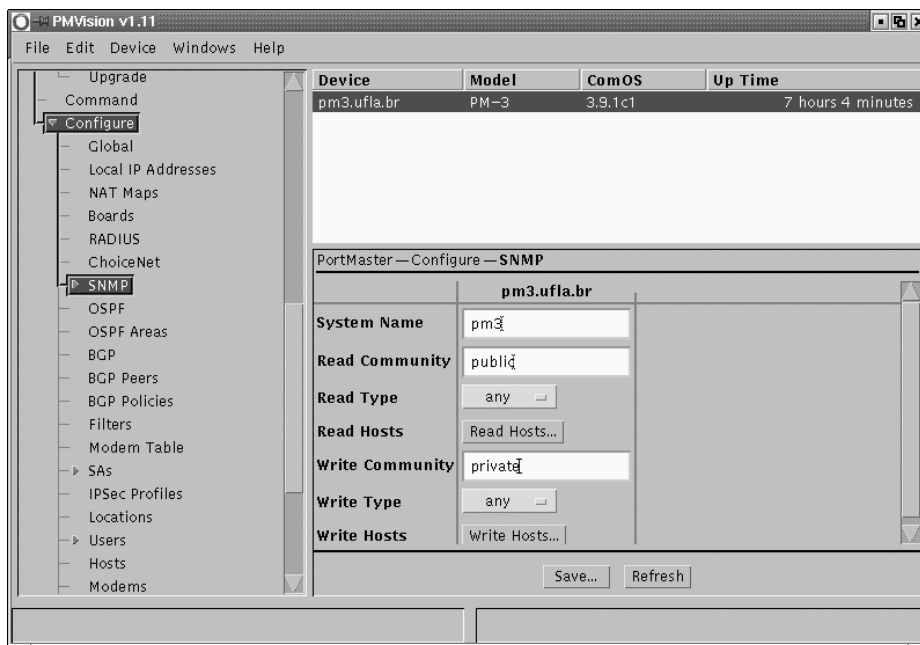 PMVision v1.11
File Edit Device Windows Help
Upgrade
Command
Configure
Global
Local IP Addresses
NAT Maps
Boards
RADIUS
ChoiceNet
SNMP
OSPF
OSPF Areas
BGP
BGP Peers
BGP Policies
Filters
Modem Table
SAs
IPSec Profiles
Locations
Users
Hosts
Modems
Device Model ComOS Up Time
pm3.ufla.br PM-3 3.9.1c1 7 hours 4 minutes
PortMaster — Configure — SNMP
pm3.ufla.br
System Name pm3
Read Community public
Read Type any
Read Hosts Read Hosts...
Write Community private
Write Type any
Write Hosts Write Hosts...
Save... Refresh